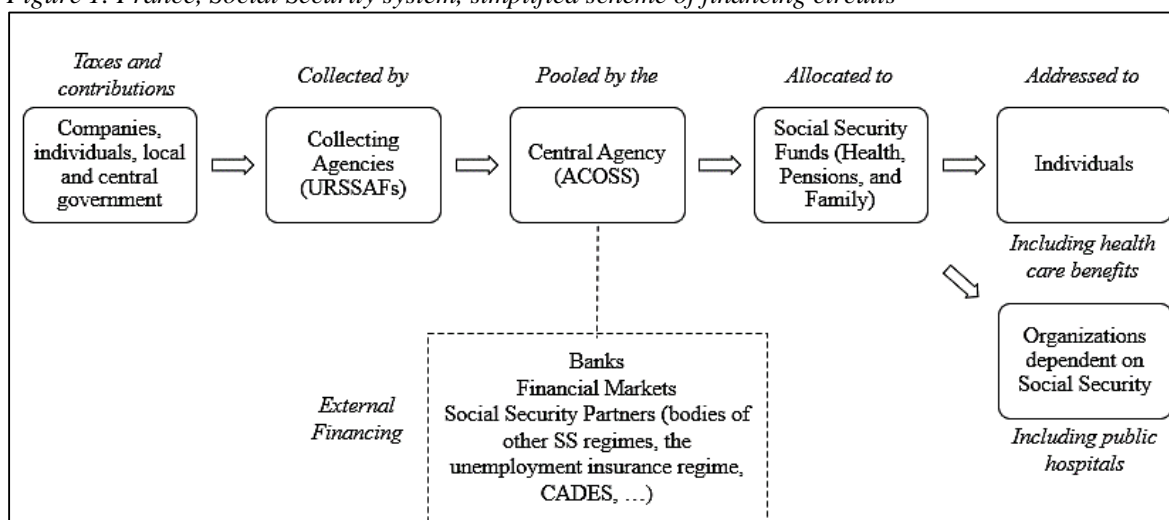 Figure 1: France, Social Security system, simplified scheme of financing circuits
Taxes and
contributions
Collected by
Pooled by the
Allocated to
Addressed to
Companies,
individuals, local
and central
government
Collecting
Agencies
(URSSAFs)
Central Agency
(ACOSS)
Social Security
Funds (Health,
Pensions, and
Family)
Individuals
Including health
care benefits
Organizations
dependent on
Social Security
Including public
hospitals
External
Financing
Banks
Financial Markets
Social Security Partners (bodies of
other SS regimes, the
unemployment insurance regime,
CADES, …)